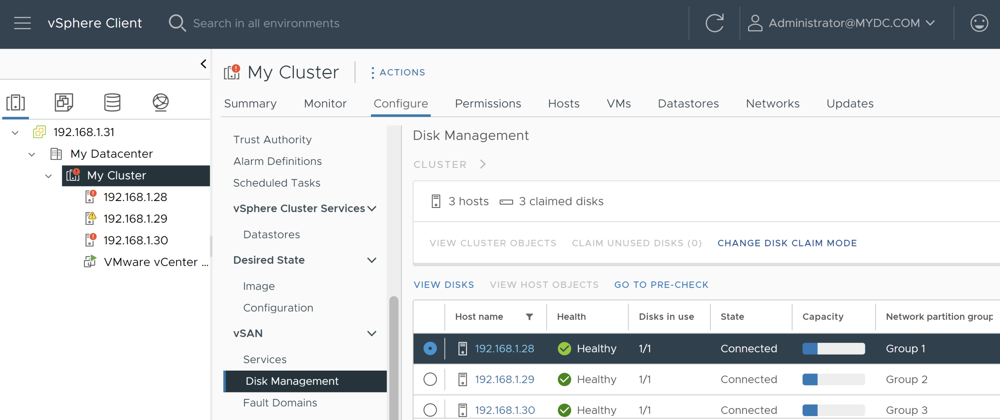 vSphere Client
Search in all environments
Administrator@MYDC.COM
192.168.1.31
My Datacenter
My Cluster
192.168.1.28
192.168.1.29
192.168.1.30
VMware vCenter ...
My Cluster
ACTIONS
Summary Monitor Configure Permissions Hosts VMs Datastores Networks Updates
Trust Authority
Alarm Definitions
Scheduled Tasks
vSphere Cluster Services
Datastores
Desired State
Image
Configuration
vSAN
Services
Disk Management
Fault Domains
Disk Management
CLUSTER
3 hosts 3 claimed disks
VIEW CLUSTER OBJECTS CLAIM UNUSED DISKS (0) CHANGE DISK CLAIM MODE
VIEW DISKS VIEW HOST OBJECTS GO TO PRE-CHECK
Host name Health Disks in use State Capacity Network partition group
192.168.1.28 Healthy 1/1 Connected Group 1
192.168.1.29 Healthy 1/1 Connected Group 2
192.168.1.30 Healthy 1/1 Connected Group 3